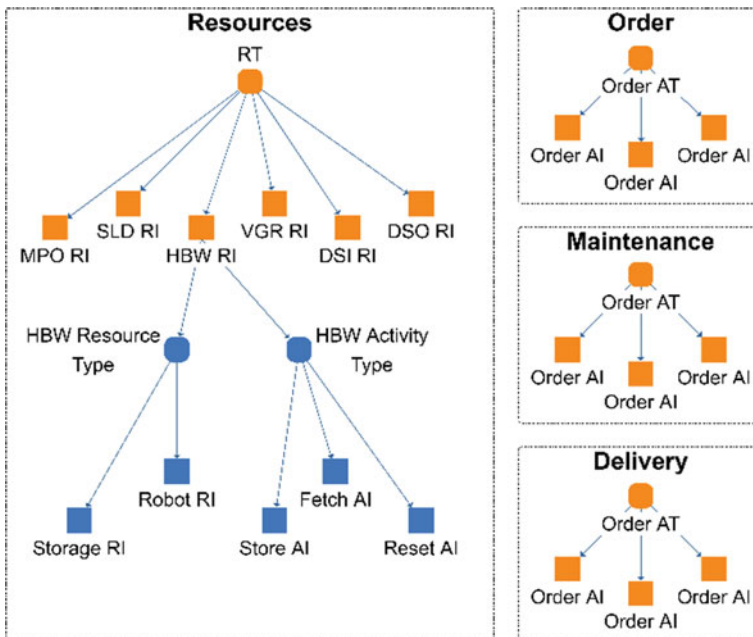 Resources
RT
MPO RI
SLD RI
HBW RI
VGR RI
DSI RI
DSO RI
HBW Resource
Type
HBW Activity
Type
Robot RI
Storage RI
Fetch AI
Store AI
Reset AI
Order
Order AT
Order AI
Order AI
Order AI
Maintenance
Order AT
Order AI
Order AI
Order AI
Delivery
Order AT
Order AI
Order AI
Order AI